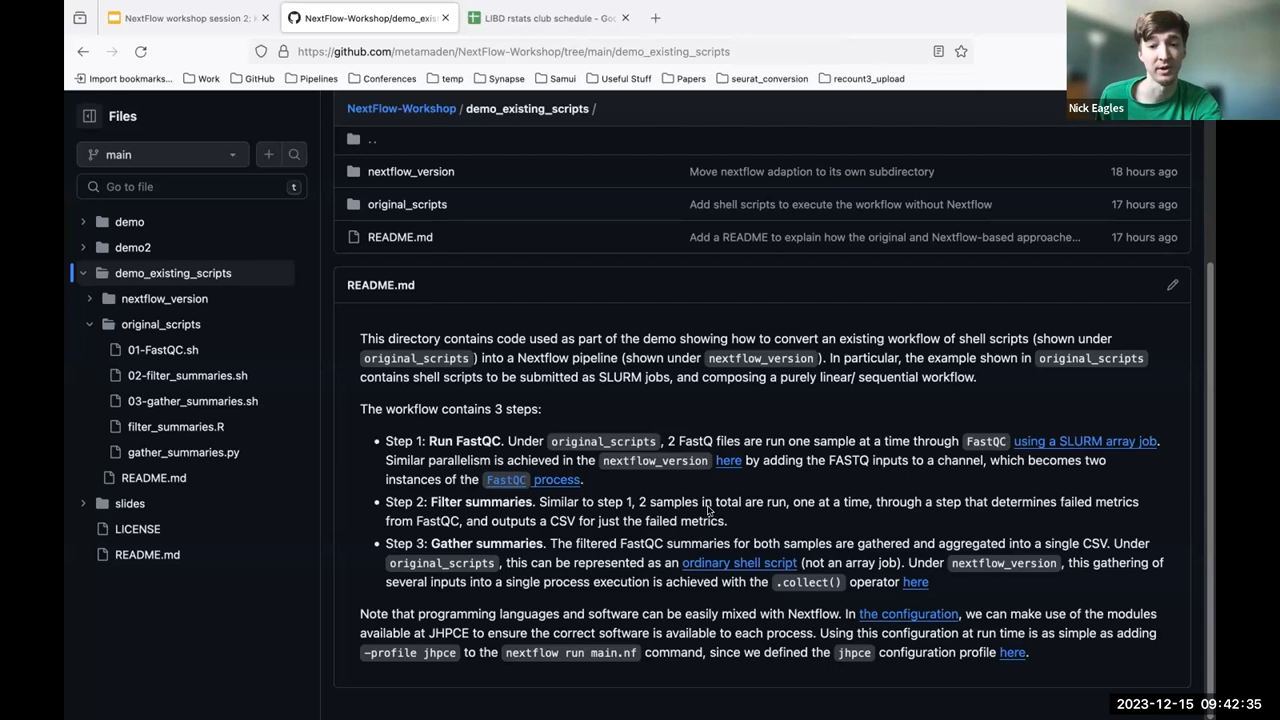 NextFlow workshop session 2:
NextFlow-Workshop/demo_exis
LIBD rstats club schedule - Goo
https://github.com/metamaden/NextFlow-Workshop/tree/main/demo_existing_scripts
Import bookmarks...
Work
GitHub
Pipelines
Conferences
temp
Synapse
Samui
Useful Stuff
Papers
seurat_conversion
recount3_upload
Nick Eagles
Files
main
Go to file
t
demo
demo2
demo_existing_scripts
nextflow_version
original_scripts
01-FastQC.sh
02-filter_summaries.sh
03-gather_summaries.sh
filter_summaries.R
gather_summaries.py
README.md
slides
LICENSE
README.md
NextFlow-Workshop / demo_existing_scripts /
..
nextflow_version Move nextflow adaption to its own subdirectory 18 hours ago
original_scripts Add shell scripts to execute the workflow without Nextflow 17 hours ago
README.md Add a README to explain how the original and Nextflow-based approache... 17 hours ago
README.md
This directory contains code used as part of the demo showing how to convert an existing workflow of shell scripts (shown under
original_scripts ) into a Nextflow pipeline (shown under nextflow_version ). In particular, the example shown in original_scripts
contains shell scripts to be submitted as SLURM jobs, and composing a purely linear/ sequential workflow.
The workflow contains 3 steps:
• Step 1: Run FastQC. Under original_scripts , 2 FastQ files are run one sample at a time through FastQC using a SLURM array job.
Similar parallelism is achieved in the nextflow_version here by adding the FASTQ inputs to a channel, which becomes two
instances of the FastQC process.
• Step 2: Filter summaries. Similar to step 1, 2 samples in total are run, one at a time, through a step that determines failed metrics
from FastQC, and outputs a CSV for just the failed metrics.
• Step 3: Gather summaries. The filtered FastQC summaries for both samples are gathered and aggregated into a single CSV. Under
original_scripts , this can be represented as an ordinary shell script (not an array job). Under nextflow_version , this gathering of
several inputs into a single process execution is achieved with the .collect() operator here
Note that programming languages and software can be easily mixed with Nextflow. In the configuration, we can make use of the modules
available at JHPCE to ensure the correct software is available to each process. Using this configuration at run time is as simple as adding
-profile jhpce to the nextflow run main.nf command, since we defined the jhpce configuration profile here.
2023-12-15 09:42:35